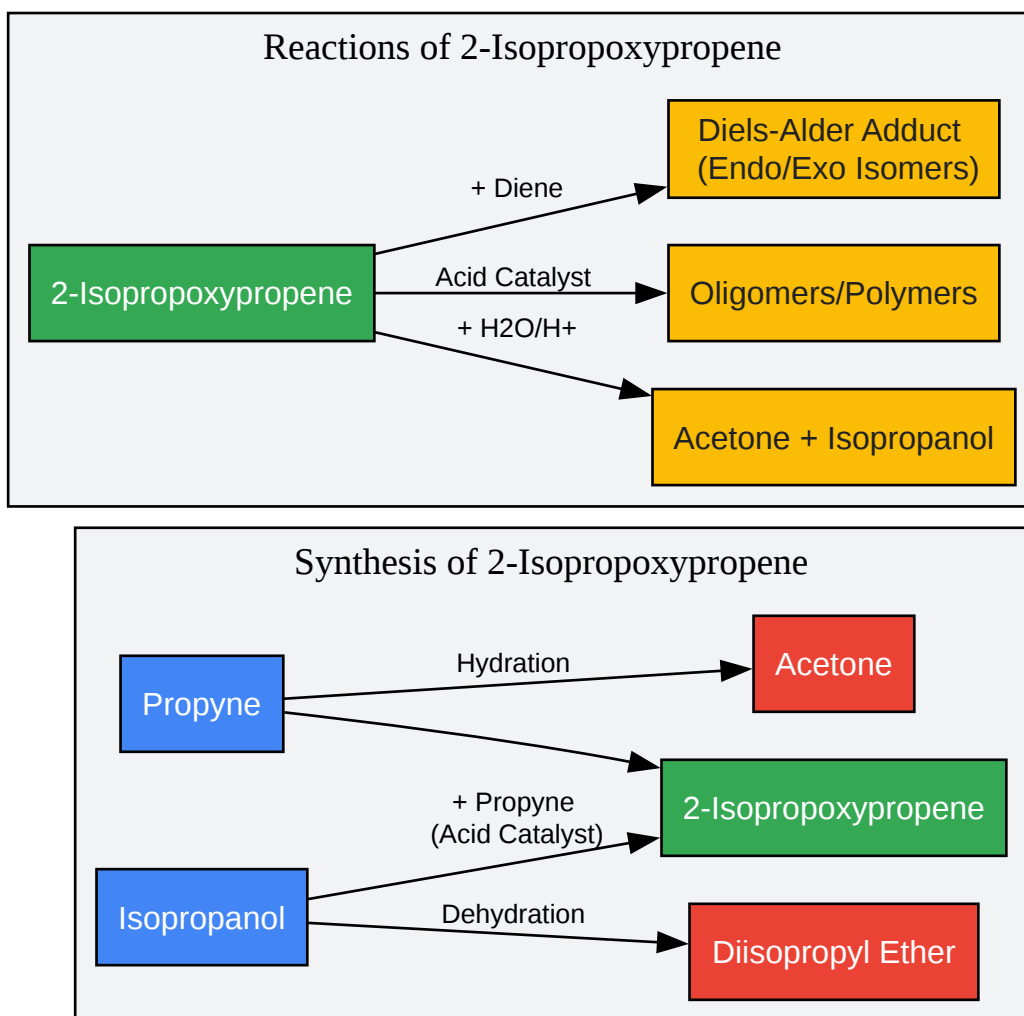 Reactions of 2-Isopropoxypropene
Diels-Alder Adduct
(Endo/Exo Isomers)
+ Diene
2-Isopropoxypropene
Acid Catalyst
Oligomers/Polymers
+ H2O/H+
Acetone + Isopropanol
Synthesis of 2-Isopropoxypropene
Propyne
Hydration
Acetone
+ Propyne
(Acid Catalyst)
2-Isopropoxypropene
Isopropanol
Dehydration
Diisopropyl Ether